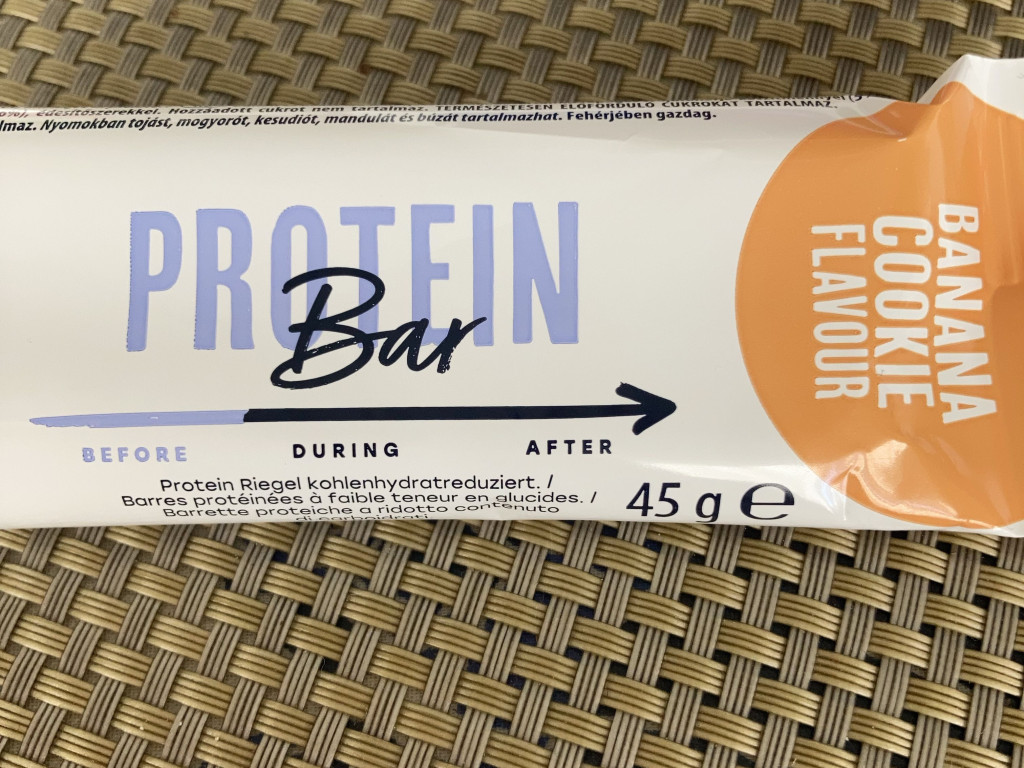 édesítőszerekkel. Hozzáadott cukrot nem tartalmaz. TERMÉSZETESEN ELŐFORDULÓ CUKROKAT TARTALMAZ.
Nyomokban tojást, mogyorót, kesudiót, mandulát és búzát tartalmazhat. Fehérjében gazdag.
PROTEIN
Bar
BEFORE DURING AFTER
Protein Riegel kohlenhydratreduziert. /
Barres protéinées à faible teneur en glucides. /
Barrette proteiche a ridotto contenuto
di carboidrati
45 g e
BANANA
COOKIE
FLAVOUR